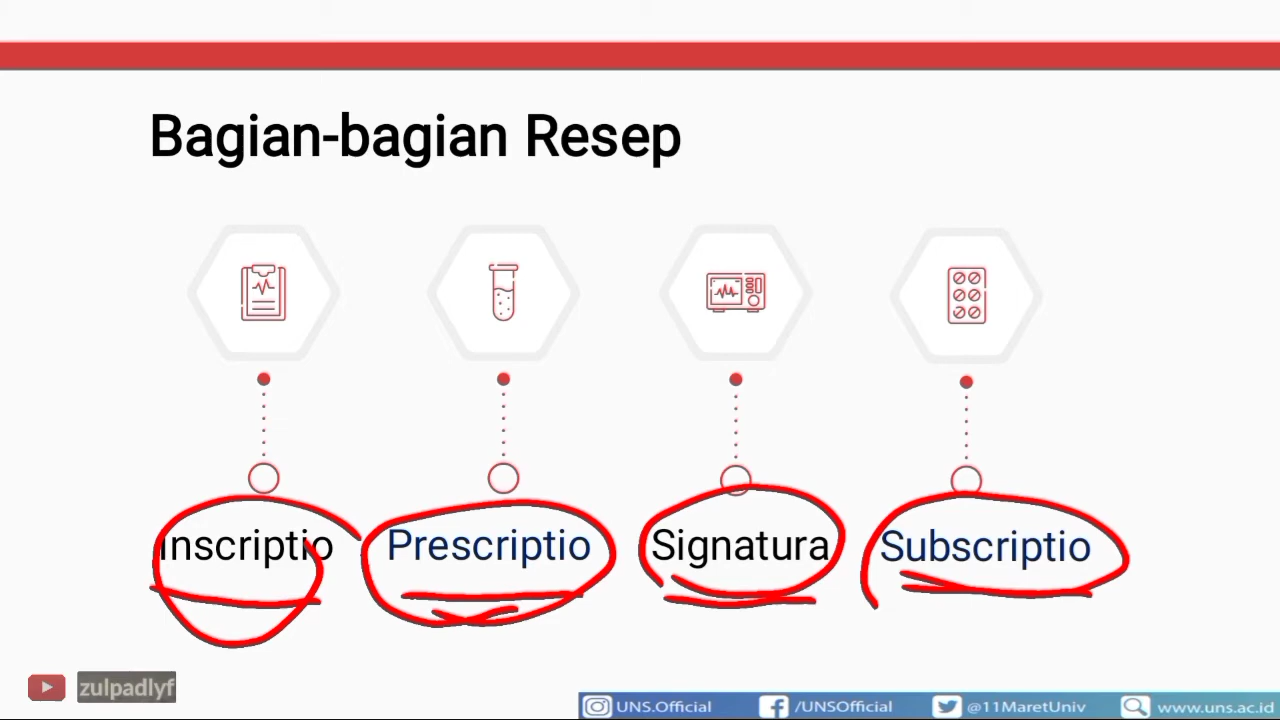 Bagian-bagian Resep
Inscriptio
Prescriptio
Signatura
Subscriptio
zulpadlyf
UNS.Official
/UNSOfficial
@11MaretUniv
www.uns.ac.id